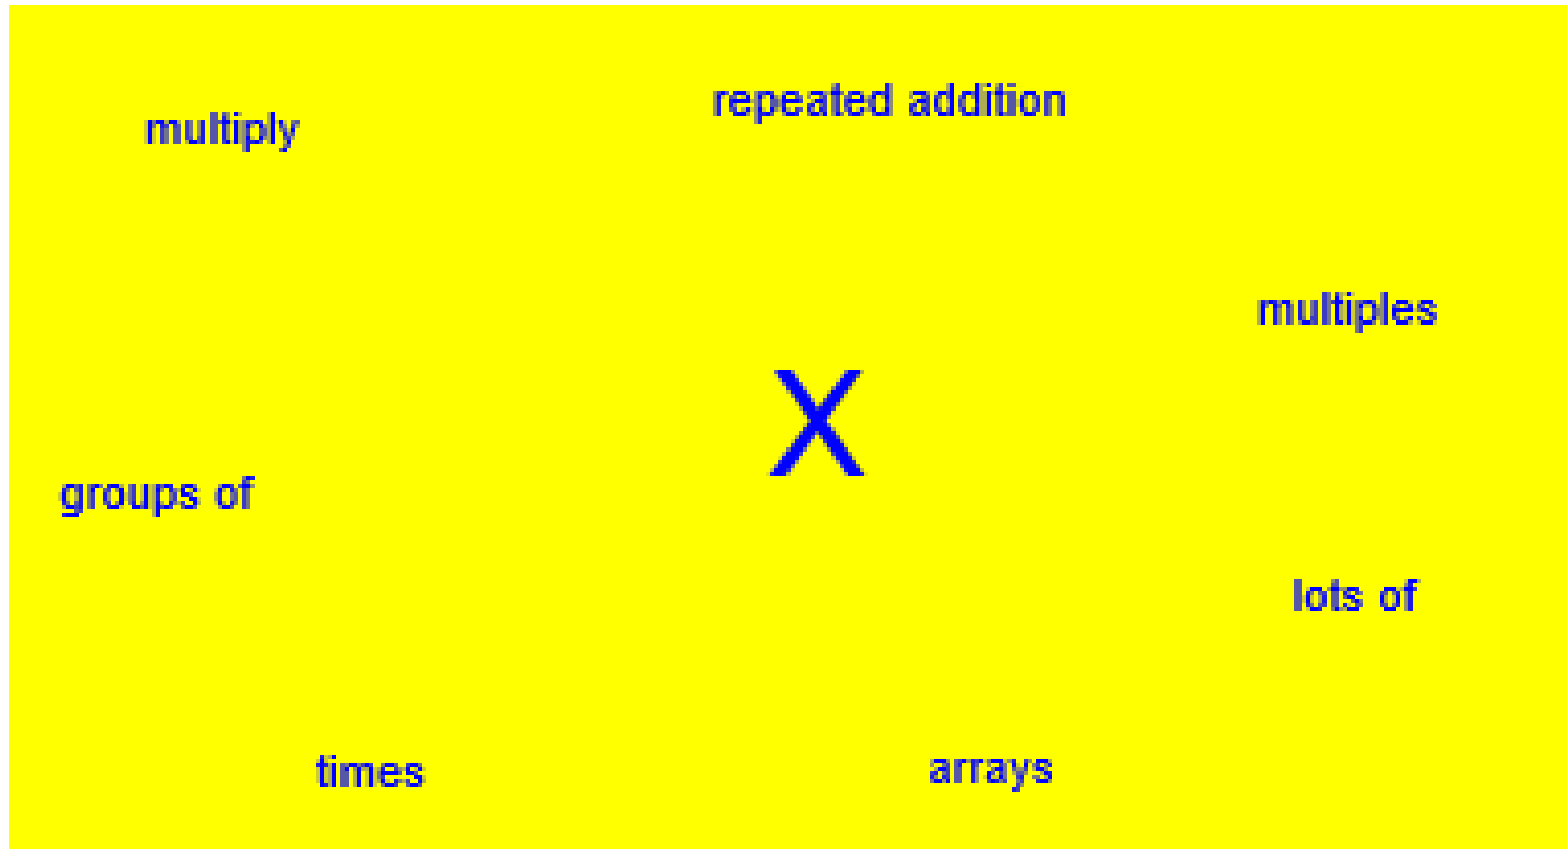 repeated addition
multiply
multiples
X
groups of
lots of
arrays
times